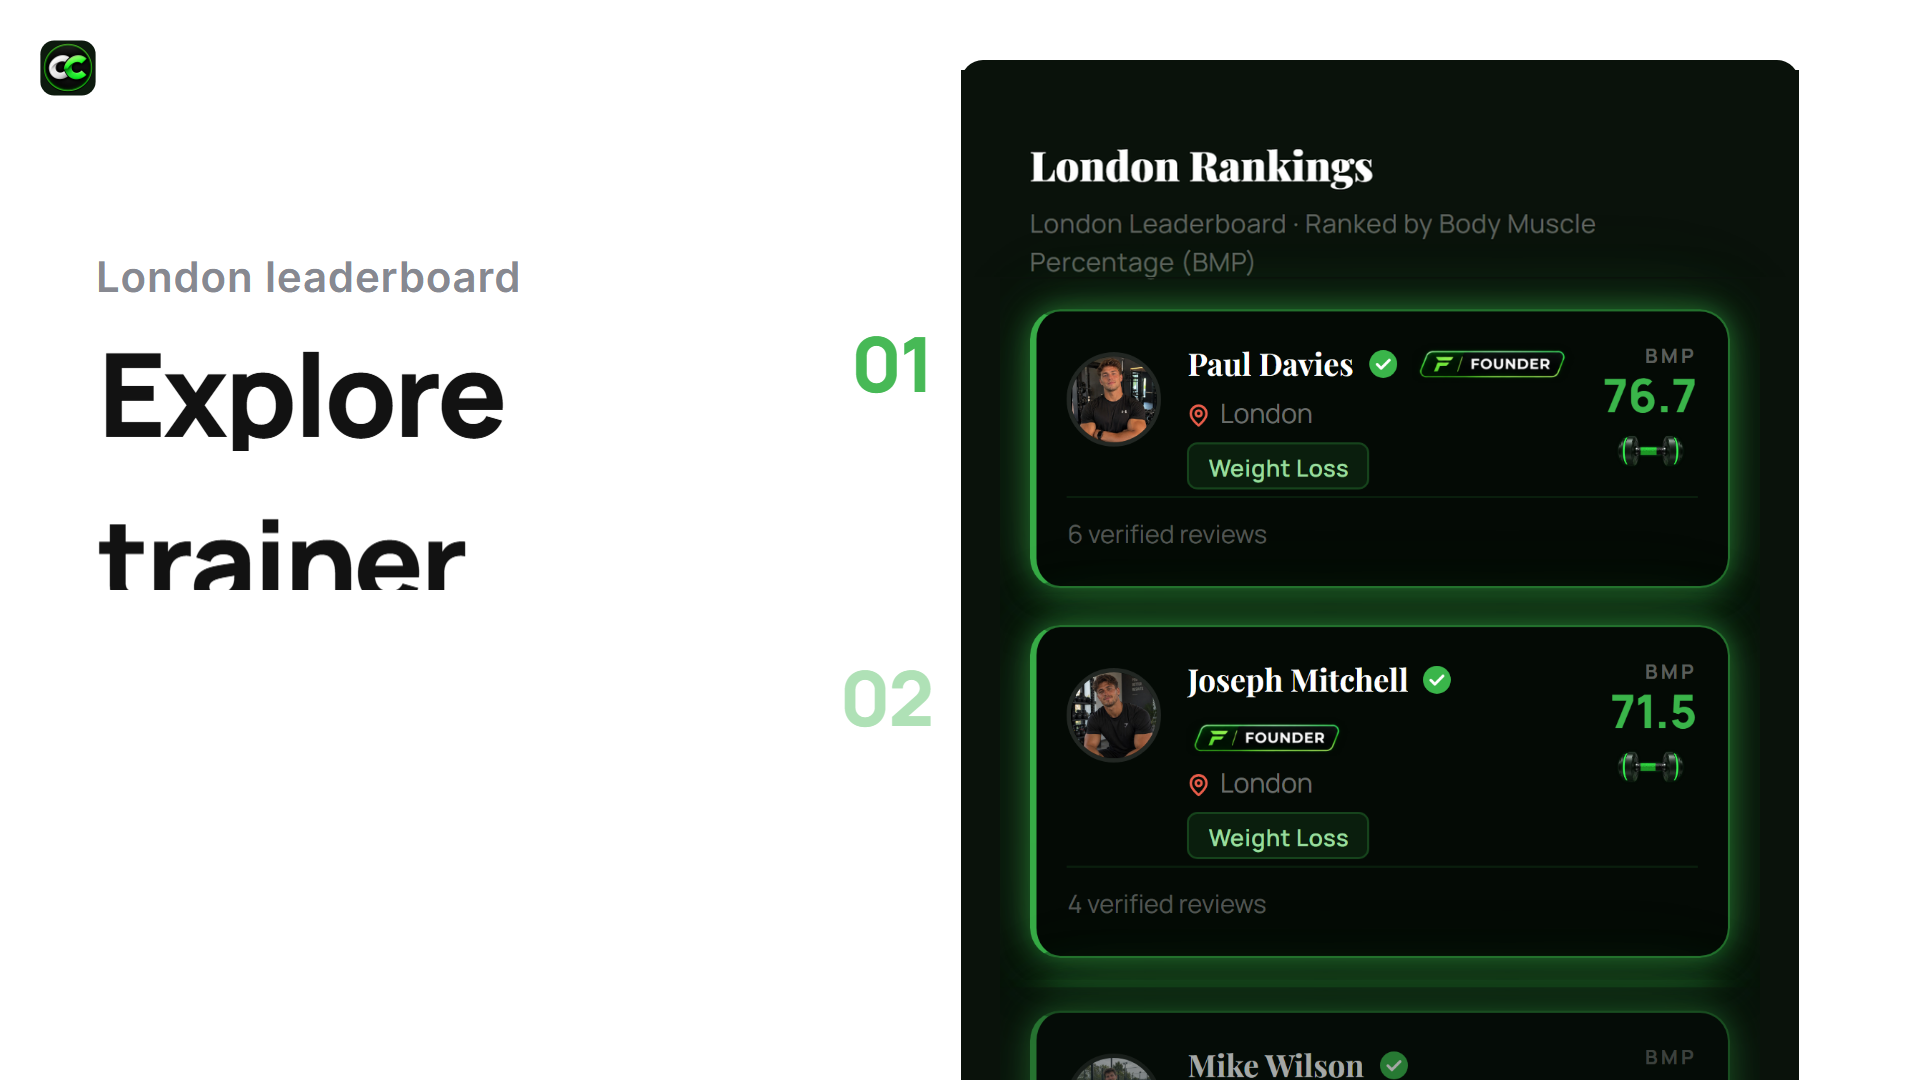 CC
London leaderboard
Explore
trainer
01
02
London Rankings
London Leaderboard · Ranked by Body Muscle
Percentage (BMP)
Paul Davies
F / FOUNDER
BMP
76.7
London
Weight Loss
6 verified reviews
Joseph Mitchell
BMP
71.5
F / FOUNDER
London
Weight Loss
4 verified reviews
Mike Wilson
BMP